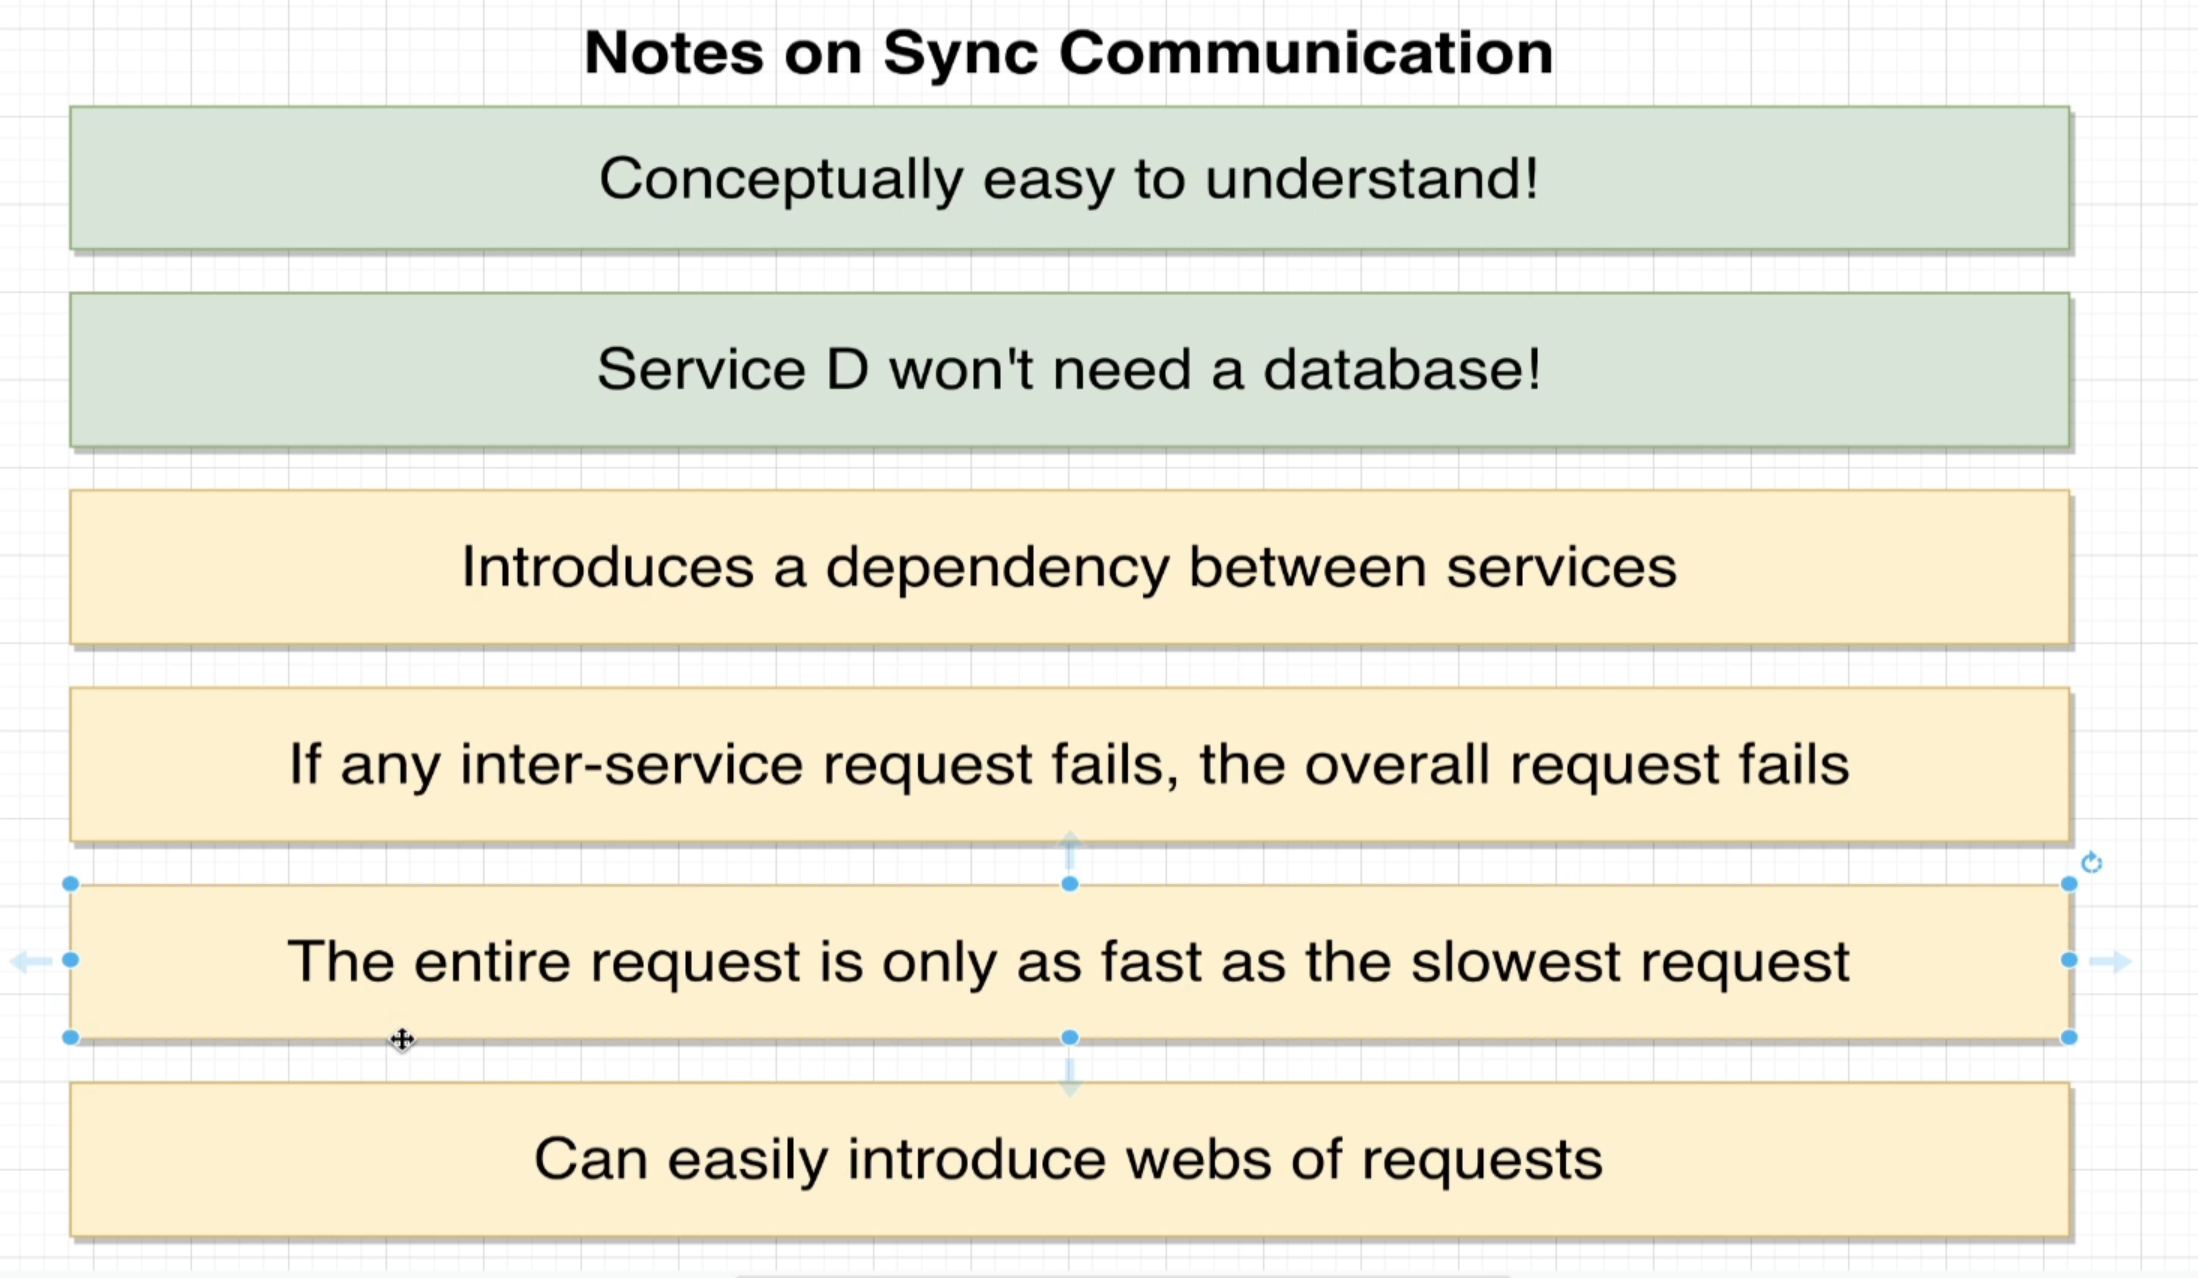 Notes on Sync Communication
Conceptually easy to understand!
Service D won't need a database!
Introduces a dependency between services
If any inter-service request fails, the overall request fails
The entire request is only as fast as the slowest request
Can easily introduce webs of requests